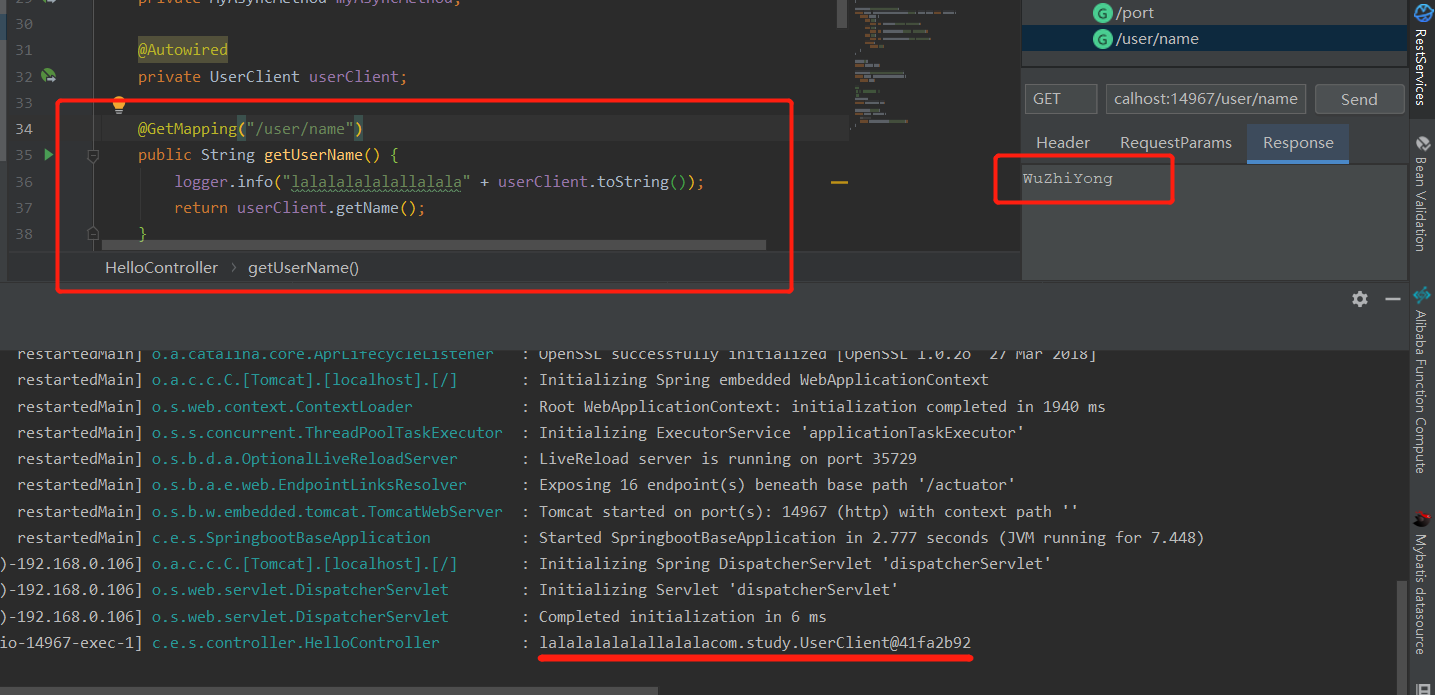 29
private MyAsyncMethod myAsyncMethod;
30
31 @Autowired
32 private UserClient userClient;
33
34 @GetMapping("/user/name")
35 public String getUserName() {
36 logger.info("lalalalalalallalala" + userClient.toString());
37 return userClient.getName();
38 }
HelloController > getUserName()
G /port
G /user/name
GET calhost:14967/user/name Send
Header RequestParams Response
WuZhiYong
RestServices
Bean Validation
Alibaba Function Compute
Mybatis datasource
restartedMain] o.a.catalina.core.AprLifecycleListener : OpenSSL successfully initialized [OpenSSL 1.0.2o 27 Mar 2018]
restartedMain] o.a.c.c.C.[Tomcat].[localhost].[/] : Initializing Spring embedded WebApplicationContext
restartedMain] o.s.web.context.ContextLoader : Root WebApplicationContext: initialization completed in 1940 ms
restartedMain] o.s.s.concurrent.ThreadPoolTaskExecutor : Initializing ExecutorService 'applicationTaskExecutor'
restartedMain] o.s.b.d.a.OptionalLiveReloadServer : LiveReload server is running on port 35729
restartedMain] o.s.b.a.e.web.EndpointLinksResolver : Exposing 16 endpoint(s) beneath base path '/actuator'
restartedMain] o.s.b.w.embedded.tomcat.TomcatWebServer : Tomcat started on port(s): 14967 (http) with context path ''
restartedMain] c.e.s.SpringbootBaseApplication : Started SpringbootBaseApplication in 2.777 seconds (JVM running for 7.448)
)-192.168.0.106] o.a.c.c.C.[Tomcat].[localhost].[/] : Initializing Spring DispatcherServlet 'dispatcherServlet'
)-192.168.0.106] o.s.web.servlet.DispatcherServlet : Initializing Servlet 'dispatcherServlet'
)-192.168.0.106] o.s.web.servlet.DispatcherServlet : Completed initialization in 6 ms
io-14967-exec-1] c.e.s.controller.HelloController : lalalalalalallalalacom.study.UserClient@41fa2b92